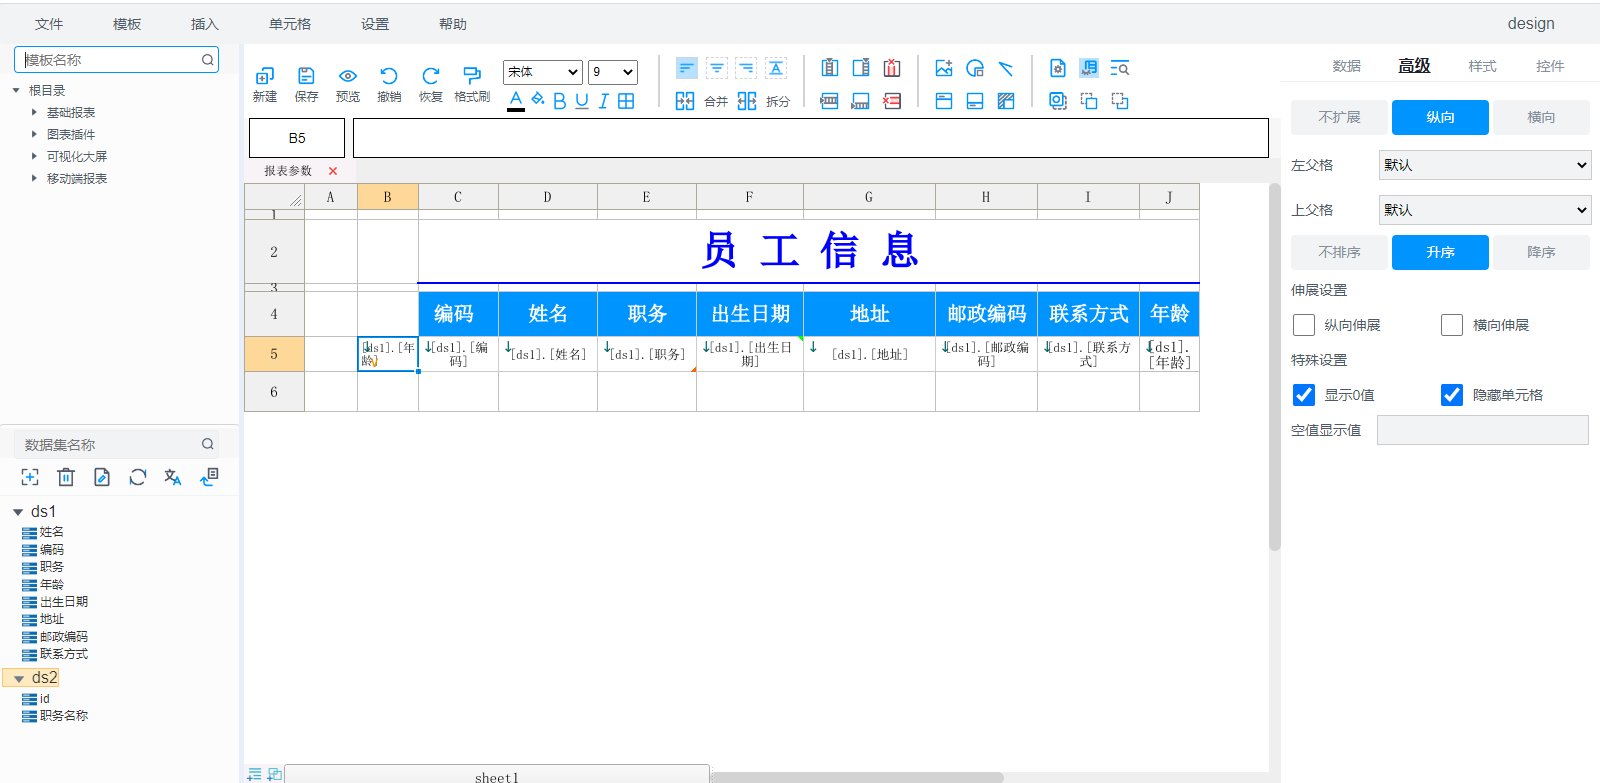 文件 模板 插入 单元格 设置 帮助 design
模板名称
根目录
基础报表
图表插件
可视化大屏
移动端报表
新建 保存 预览 撤销 恢复 格式刷
宋体 9
A B U I
合并 拆分
B5
报表参数 ×
A B C D E F G H I J
1
2 员 工 信 息
3
4 编码 姓名 职务 出生日期 地址 邮政编码 联系方式 年龄
5 [ds1].[年龄] [ds1].[编码] [ds1].[姓名] [ds1].[职务] [ds1].[出生日期] [ds1].[地址] [ds1].[邮政编码] [ds1].[联系方式] [ds1].[年龄]
6
sheet1
数据集名称
ds1
姓名
编码
职务
年龄
出生日期
地址
邮政编码
联系方式
ds2
id
职务名称
数据 高级 样式 控件
不扩展 纵向 横向
左父格 默认
上父格 默认
不排序 升序 降序
伸展设置
纵向伸展 横向伸展
特殊设置
显示0值 隐藏单元格
空值显示值